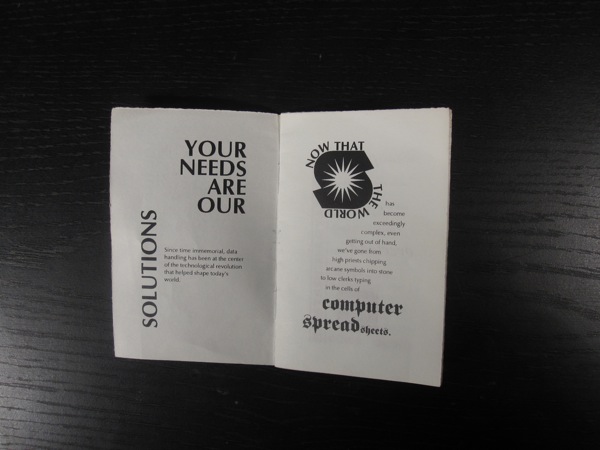 YOUR
NEEDS
ARE
OUR
SOLUTIONS
Since time immemorial, data
handling has been at the center
of the technological revolution
that helped shape today's
world.
NOW THAT
THE WORLD
has
become
exceedingly
complex, even
getting out of hand,
we've gone from
high priests chipping
arcane symbols into stone
to low clerks typing
in the cells of
computer
spreadsheets.